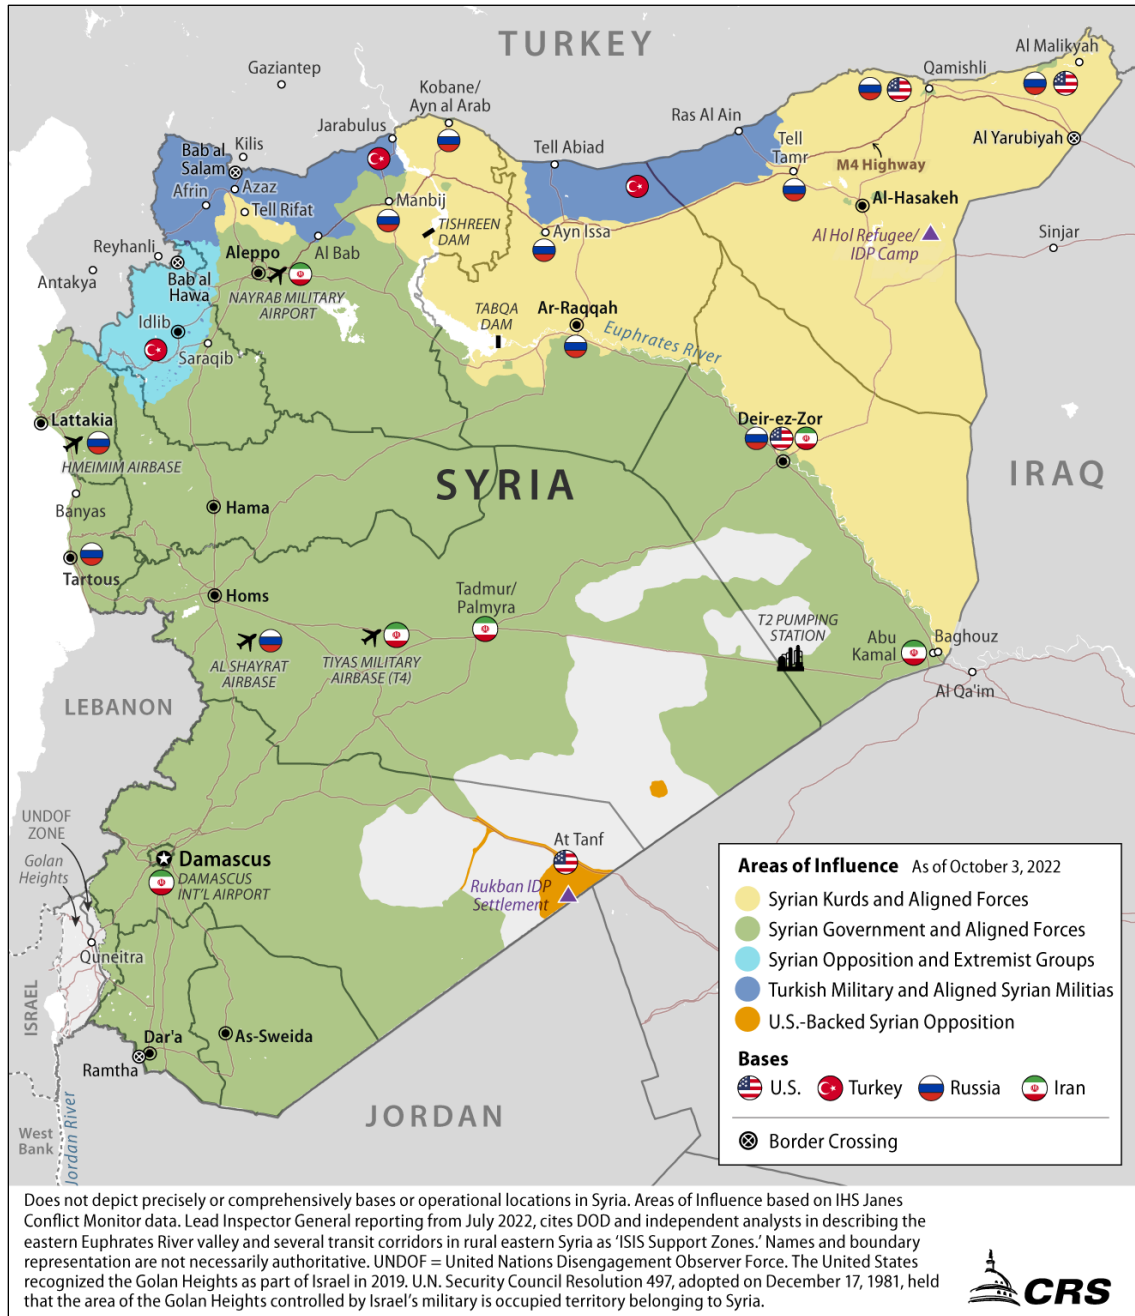 TURKEY
Gaziantep
Al Malikyah
Qamishli
Kobane/
Ayn al Arab
Ras Al Ain
Jarabulus
Kilis
Bab al
Salam
Tell Abiad
Tell
Tamr
Al Yarubiyah
M4 Highway
Azaz
Afrin
Tell Rifat
Manbij
Al-Hasakeh
TISHREEN
DAM
Ayn Issa
Al Hol Refugee/
IDP Camp
Sinjar
Reyhanli
Aleppo
Al Bab
Antakya
Bab al
Hawa
NAYRAB MILITARY
AIRPORT
TABQA
DAM
Ar-Raqqah
Euphrates River
Idlib
Saraqib
Lattakia
HMEIMIM AIRBASE
Deir-ez-Zor
SYRIA
IRAQ
Banyas
Hama
Tartous
Homs
Tadmur/
Palmyra
T2 PUMPING
STATION
Abu
Kamal
Baghouz
AL SHAYRAT
AIRBASE
TIYAS MILITARY
AIRBASE (T4)
Al Qa'im
LEBANON
UNDOF
ZONE
Golan
Heights
At Tanf
Damascus
DAMASCUS
INT'L AIRPORT
Rukban IDP
Settlement
Quneitra
ISRAEL
Dar'a
As-Sweida
Ramtha
JORDAN
West
Bank
Jordan River
Areas of Influence As of October 3, 2022
Syrian Kurds and Aligned Forces
Syrian Government and Aligned Forces
Syrian Opposition and Extremist Groups
Turkish Military and Aligned Syrian Militias
U.S.-Backed Syrian Opposition
Bases
U.S. Turkey Russia Iran
Border Crossing
Does not depict precisely or comprehensively bases or operational locations in Syria. Areas of Influence based on IHS Janes
Conflict Monitor data. Lead Inspector General reporting from July 2022, cites DOD and independent analysts in describing the
eastern Euphrates River valley and several transit corridors in rural eastern Syria as ‘ISIS Support Zones.’ Names and boundary
representation are not necessarily authoritative. UNDOF = United Nations Disengagement Observer Force. The United States
recognized the Golan Heights as part of Israel in 2019. U.N. Security Council Resolution 497, adopted on December 17, 1981, held
that the area of the Golan Heights controlled by Israel’s military is occupied territory belonging to Syria.
CRS